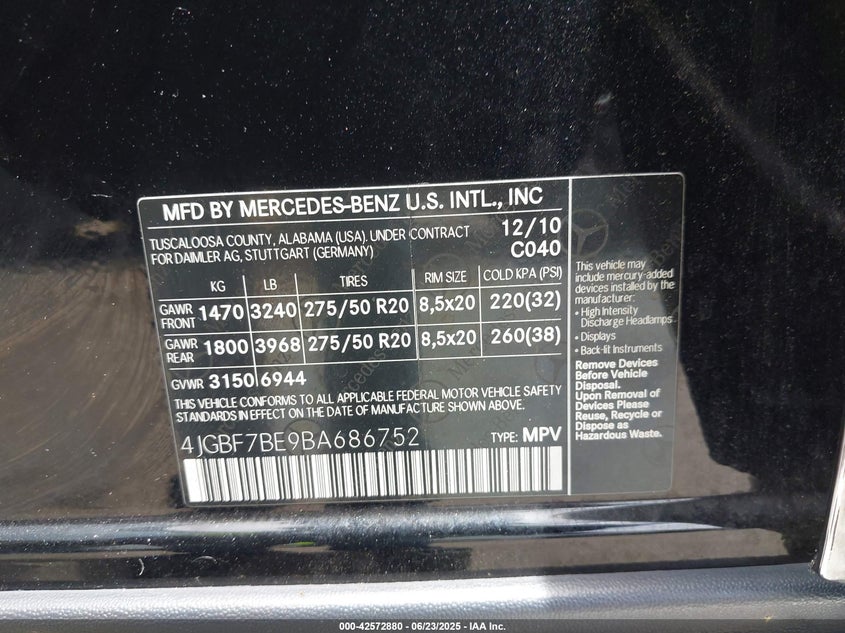 MFD BY MERCEDES-BENZ U.S. INTL., INC
TUSCALOOSA COUNTY, ALABAMA (USA). UNDER CONTRACT
FOR DAIMLER AG, STUTTGART (GERMANY)
12/10
C040
KG LB TIRES RIM SIZE COLD KPA (PSI)
GAWR FRONT 1470 3240 275/50 R20 8,5x20 220(32)
GAWR REAR 1800 3968 275/50 R20 8,5x20 260(38)
GVWR 3150 6944
THIS VEHICLE CONFORMS TO ALL APPLICABLE FEDERAL MOTOR VEHICLE SAFETY
STANDARDS IN EFFECT ON THE DATE OF MANUFACTURE SHOWN ABOVE.
4JGBF7BE9BA686752 TYPE: MPV
This vehicle may
include mercury-added
devices installed by the
manufacturer:
• High Intensity
Discharge Headlamps
• Displays
• Back-lit Instruments
Remove Devices
Before Vehicle
Disposal.
Upon Removal of
Devices Please
Reuse, Recycle or
Dispose as
Hazardous Waste.
000-42572880 - 06/23/2025 - IAA Inc.